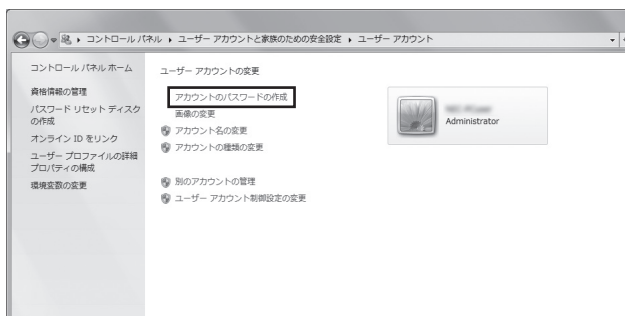 コントロール パネル ▸ ユーザー アカウントと家族のための安全設定 ▸ ユーザー アカウント
コントロール パネル ホーム
資格情報の管理
パスワード リセット ディスク
の作成
オンライン ID をリンク
ユーザー プロファイルの詳細
プロパティの構成
環境変数の変更
ユーザー アカウントの変更
アカウントのパスワードの作成
画像の変更
アカウント名の変更
アカウントの種類の変更
別のアカウントの管理
ユーザー アカウント制御設定の変更
Administrator